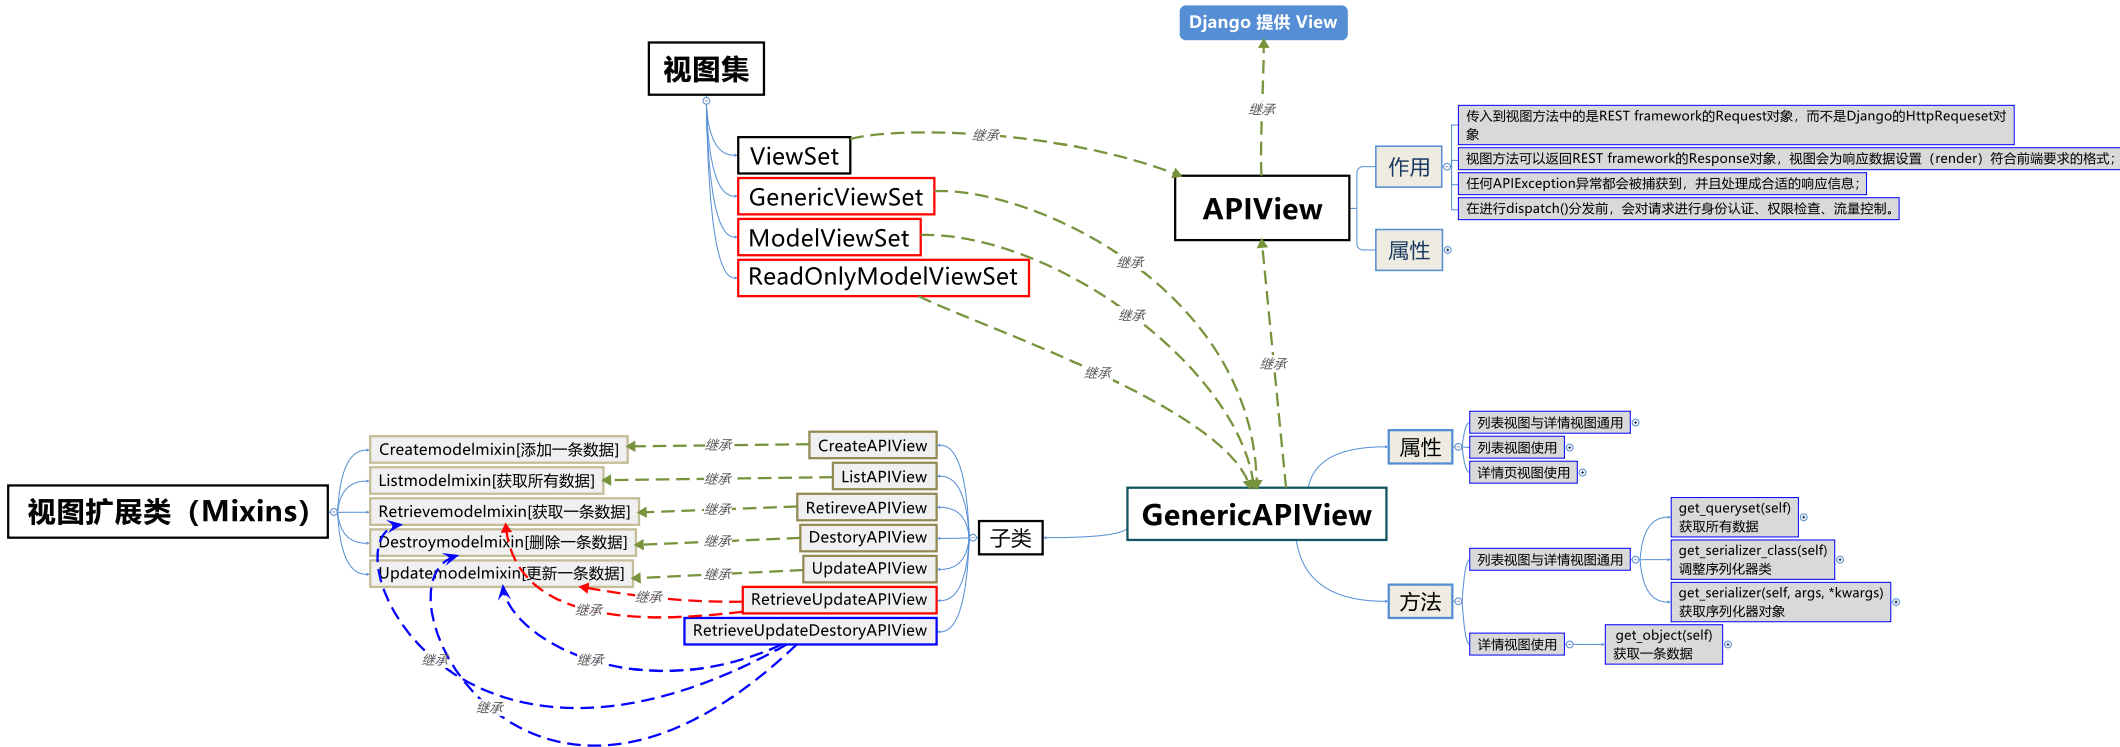 Django 提供 View
继承
视图集
ViewSet
GenericViewSet
ModelViewSet
ReadOnlyModelViewSet
继承
继承
继承
继承
继承
APIView
作用
传入到视图方法中的是REST framework的Request对象，而不是Django的HttpRequeset对
象
视图方法可以返回REST framework的Response对象，视图会为响应数据设置（render）符合前端要求的格式；
任何APIException异常都会被捕获到，并且处理成合适的响应信息；
在进行dispatch()分发前，会对请求进行身份认证、权限检查、流量控制。
属性
GenericAPIView
属性
列表视图与详情视图通用
列表视图使用
详情页视图使用
方法
列表视图与详情视图通用
get_queryset(self)
获取所有数据
get_serializer_class(self)
调整序列化器类
get_serializer(self, args, *kwargs)
获取序列化器对象
详情视图使用
get_object(self)
获取一条数据
子类
CreateAPIView
ListAPIView
RetireveAPIView
DestoryAPIView
UpdateAPIView
RetrieveUpdateAPIView
RetrieveUpdateDestoryAPIView
继承
继承
继承
继承
继承
继承
继承
继承
继承
继承
视图扩展类（Mixins）
Createmodelmixin[添加一条数据]
Listmodelmixin[获取所有数据]
Retrievemodelmixin[获取一条数据]
Destroymodelmixin[删除一条数据]
Updatemodelmixin[更新一条数据]